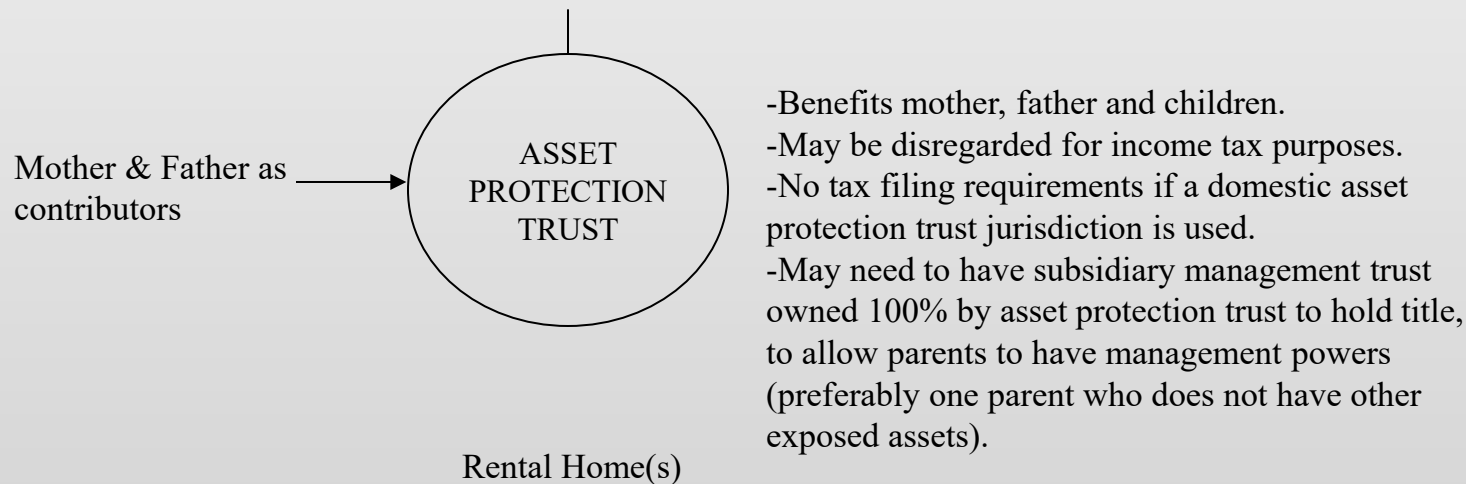 Mother & Father as
contributors
ASSET
PROTECTION
TRUST
-Benefits mother, father and children.
-May be disregarded for income tax purposes.
-No tax filing requirements if a domestic asset
protection trust jurisdiction is used.
-May need to have subsidiary management trust
owned 100% by asset protection trust to hold title,
to allow parents to have management powers
(preferably one parent who does not have other
exposed assets).
Rental Home(s)